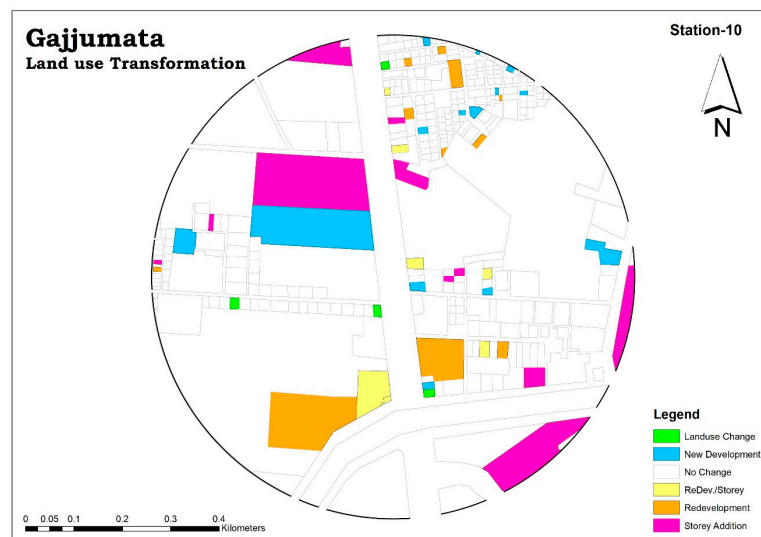 Gajjumata
Land use Transformation
Station-10
N
Legend
Landuse Change
New Development
No Change
ReDev./Storey
Redevelopment
Storey Addition
0 0.05 0.1 0.2 0.3 0.4
Kilometers